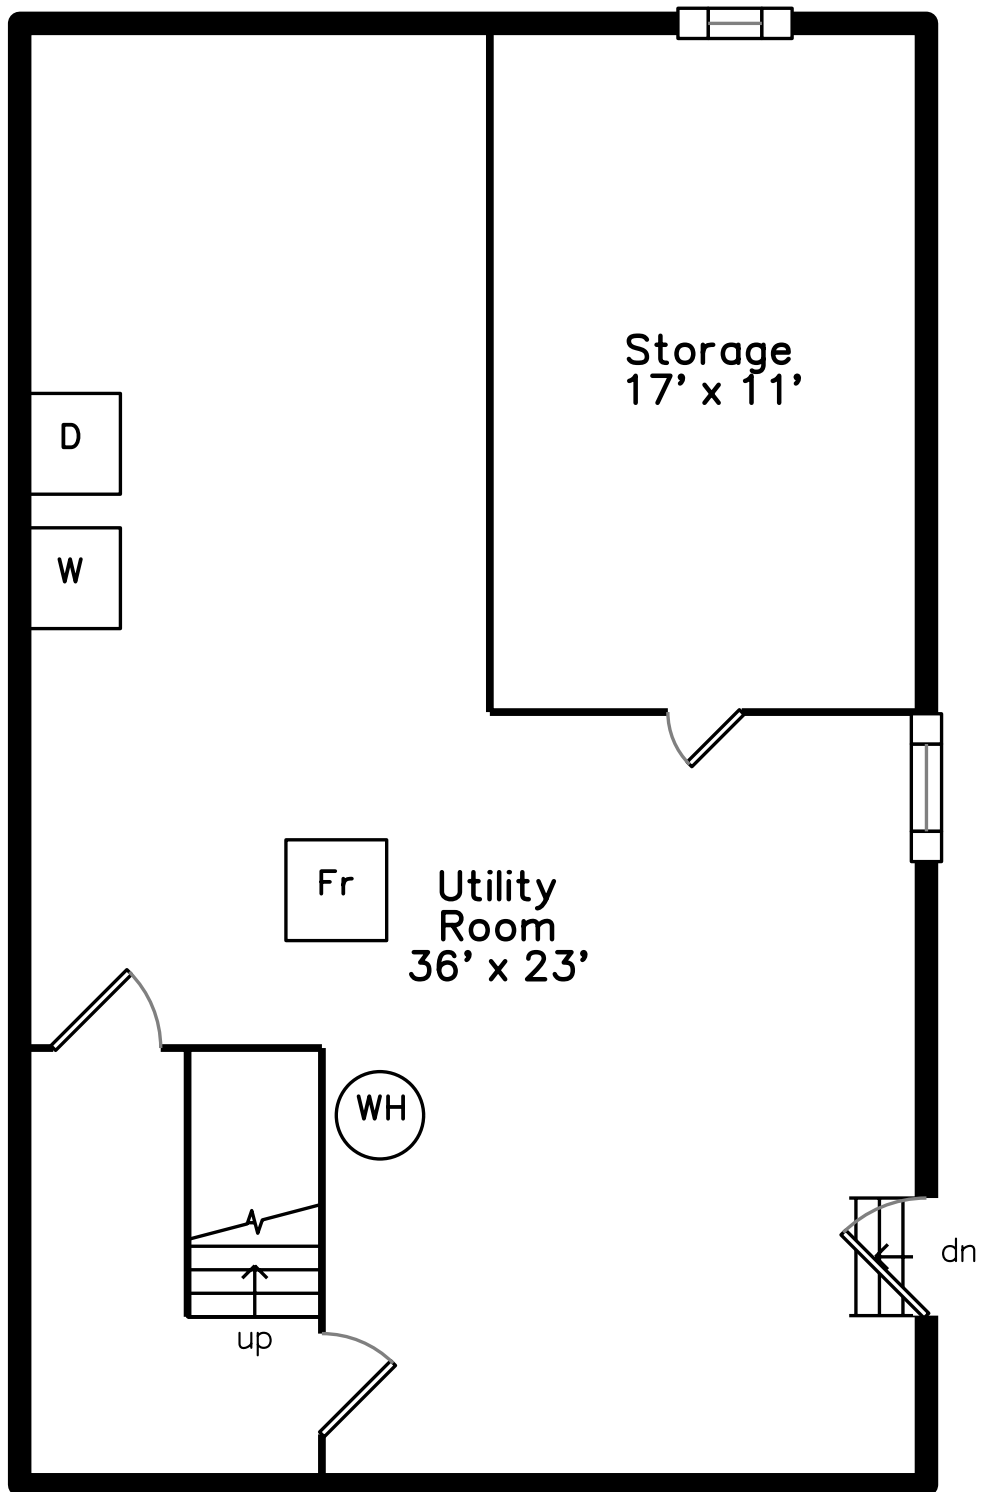 Storage
17' x 11'
D
W
Fr
Utility
Room
36' x 23'
WH
dn
up